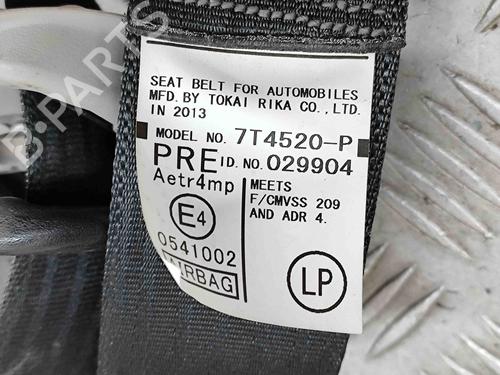 SEAT BELT FOR AUTOMOBILES
MFD. BY TOKAI RIKA CO., LTD.
IN 2013
MODEL NO. 7T4520-P
PRE ID. NO. 029904
Aetr4mp
MEETS
F/CMVSS 209
AND ADR 4.
E4
0541002
AIRBAG
LP
B-PARTS